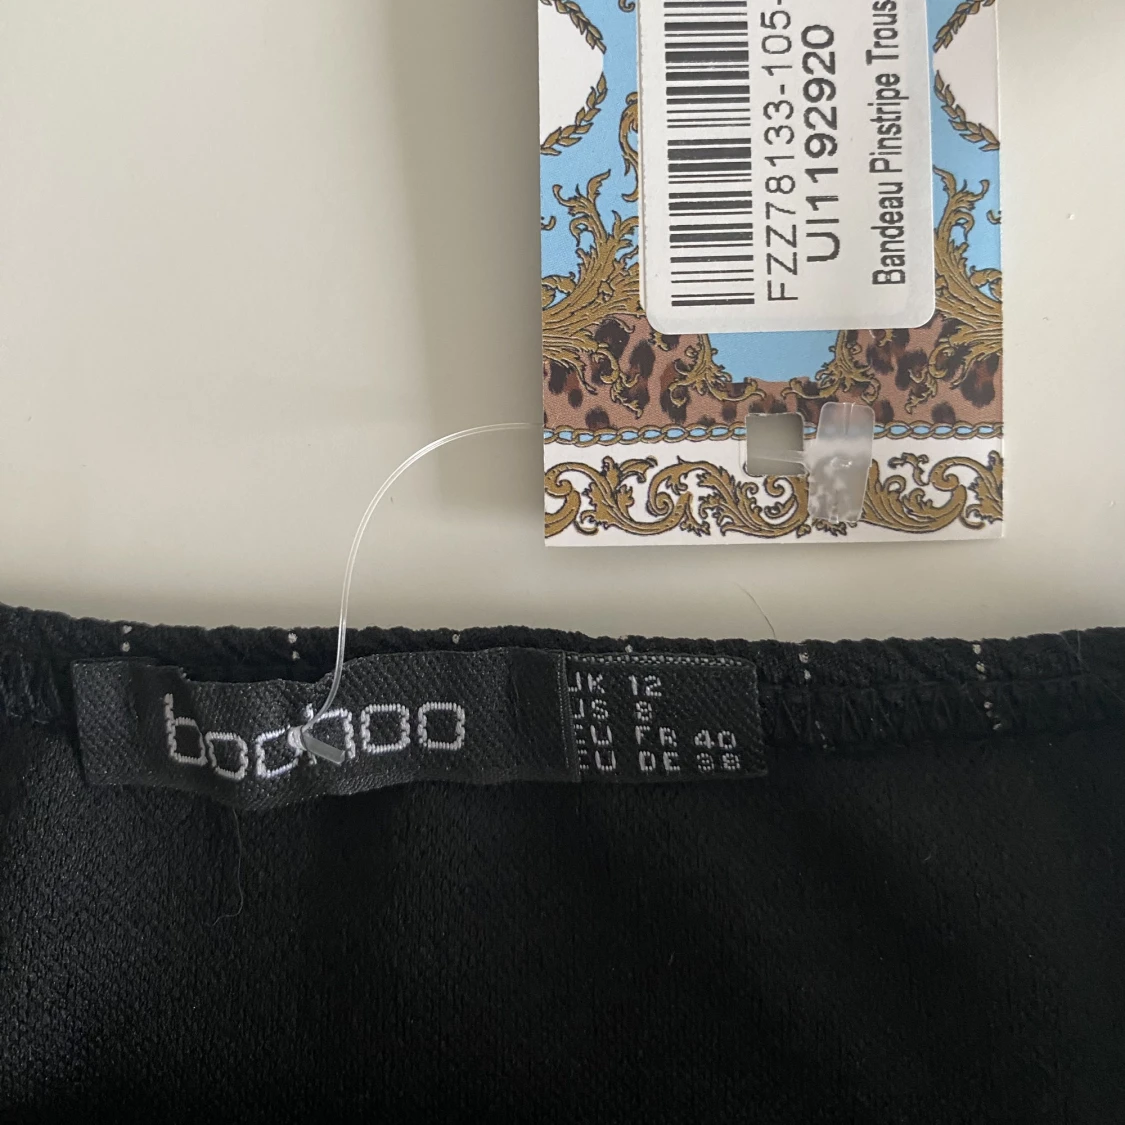 FZZ78133-105-
UI1192920
Bandeau Pinstripe Trous
boohoo
UK 12
US 8
EU FR 40
EU DE 38